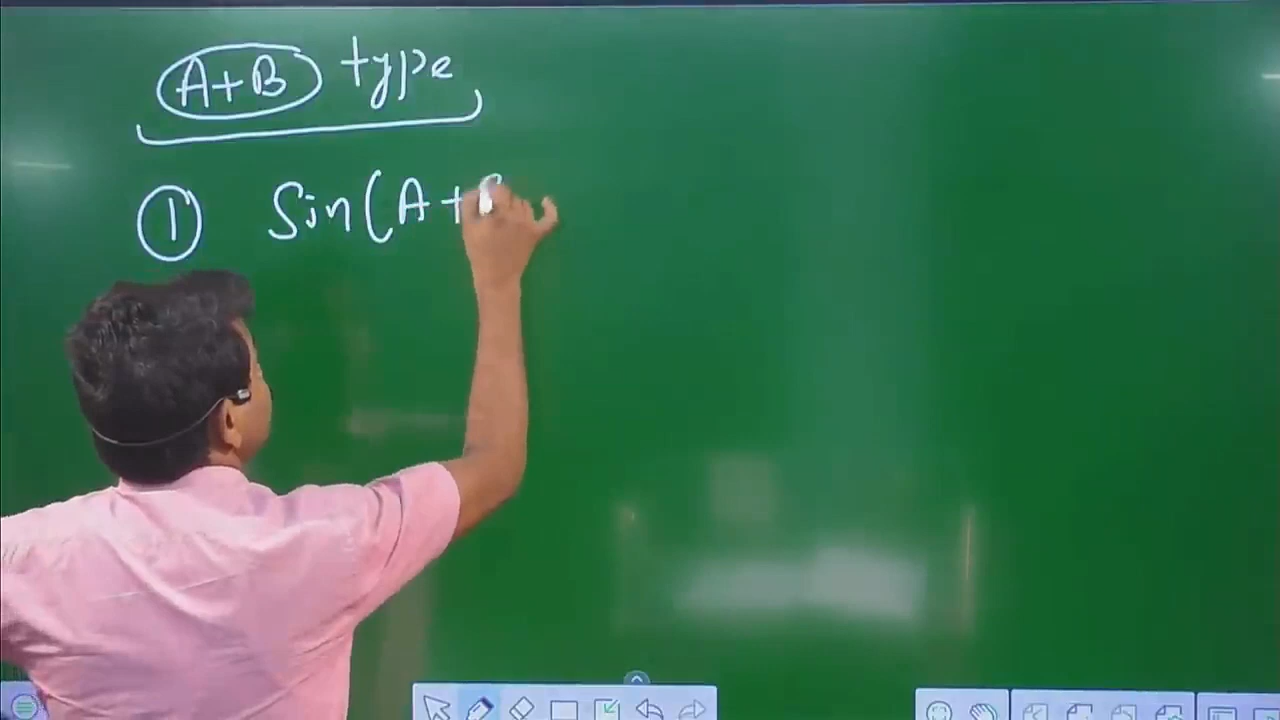 A+B type
① Sin(A+